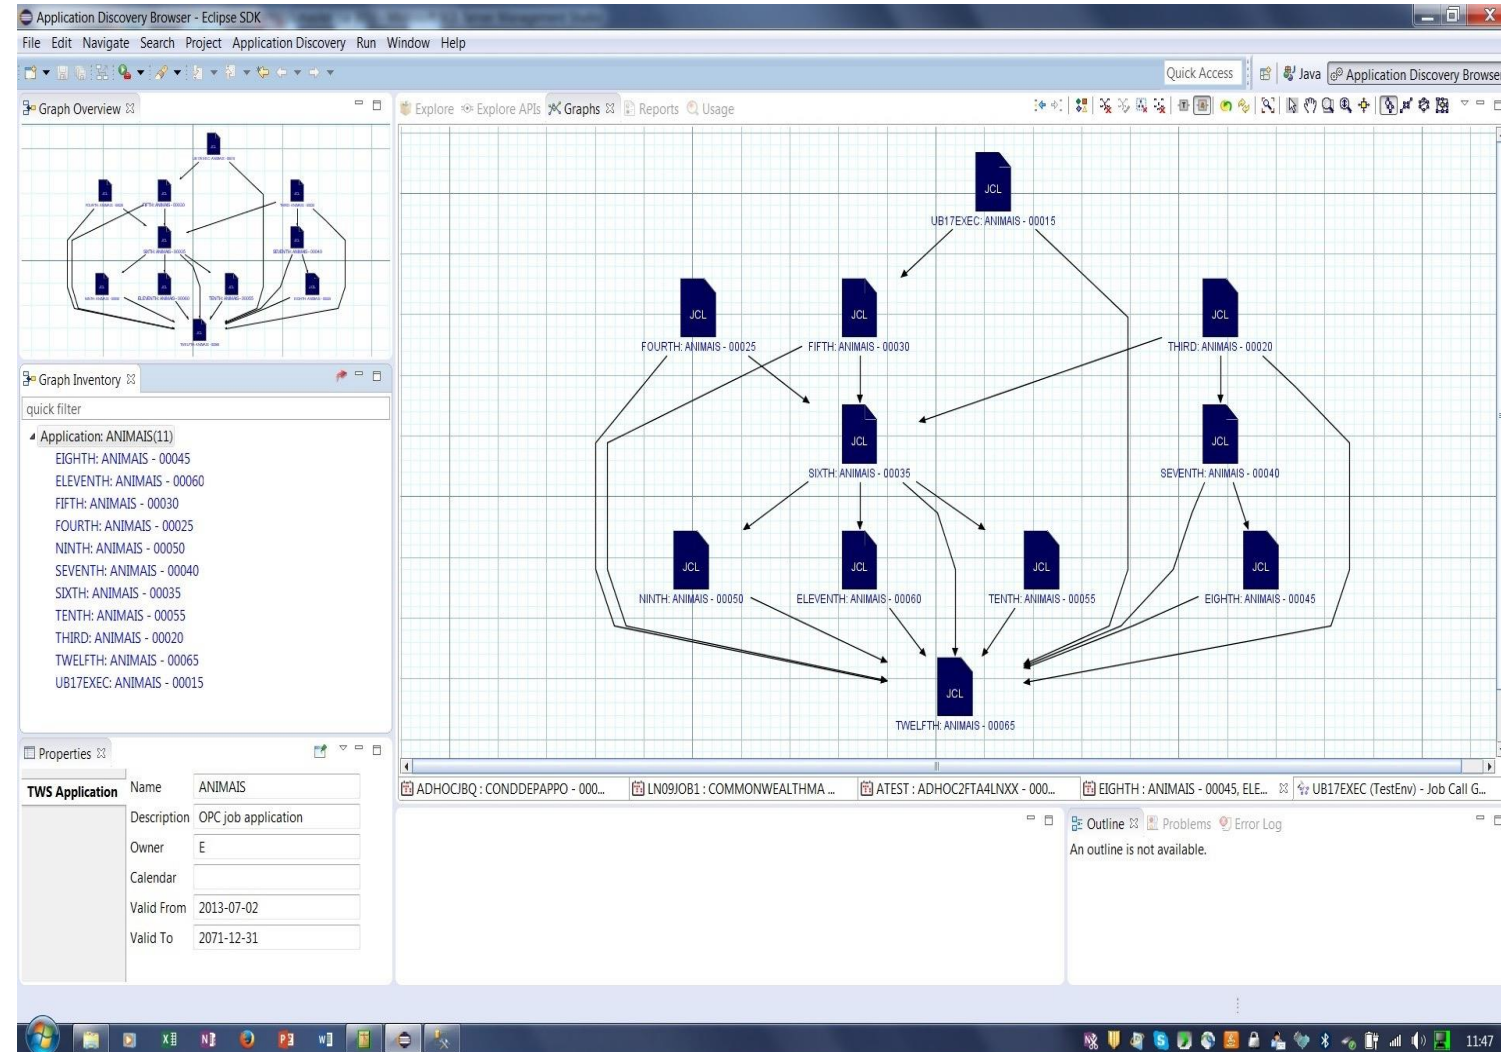 Application Discovery Browser - Eclipse SDK
File Edit Navigate Search Project Application Discovery Run Window Help
Quick Access
Java
Application Discovery Browse
Graph Overview
Explore Explore APIs Graphs Reports Usage
JCL
UB17EXEC: ANIMAIS - 00015
JCL
JCL
JCL
FOURTH: ANIMAIS - 00025
FIFTH: ANIMAIS - 00030
THIRD: ANIMAIS - 00020
JCL
JCL
SIXTH: ANIMAIS - 00035
SEVENTH: ANIMAIS - 00040
JCL
JCL
JCL
JCL
NINTH: ANIMAIS - 00050
ELEVENTH: ANIMAIS - 00060
TENTH: ANIMAIS - 00055
EIGHTH: ANIMAIS - 00045
JCL
TWELFTH: ANIMAIS - 00065
Graph Inventory
quick filter
Application: ANIMAIS(11)
EIGHTH: ANIMAIS - 00045
ELEVENTH: ANIMAIS - 00060
FIFTH: ANIMAIS - 00030
FOURTH: ANIMAIS - 00025
NINTH: ANIMAIS - 00050
SEVENTH: ANIMAIS - 00040
SIXTH: ANIMAIS - 00035
TENTH: ANIMAIS - 00055
THIRD: ANIMAIS - 00020
TWELFTH: ANIMAIS - 00065
UB17EXEC: ANIMAIS - 00015
Properties
TWS Application
Name ANIMAIS
Description OPC job application
Owner E
Calendar
Valid From 2013-07-02
Valid To 2071-12-31
ADHOCJBQ : CONDDEPAPPO - 000...
LN09JOB1 : COMMONWEALTHMA ...
ATEST : ADHOC2FTA4LNXX - 000...
EIGHTH : ANIMAIS - 00045, ELE...
UB17EXEC (TestEnv) - Job Call G...
Outline Problems Error Log
An outline is not available.
11:47